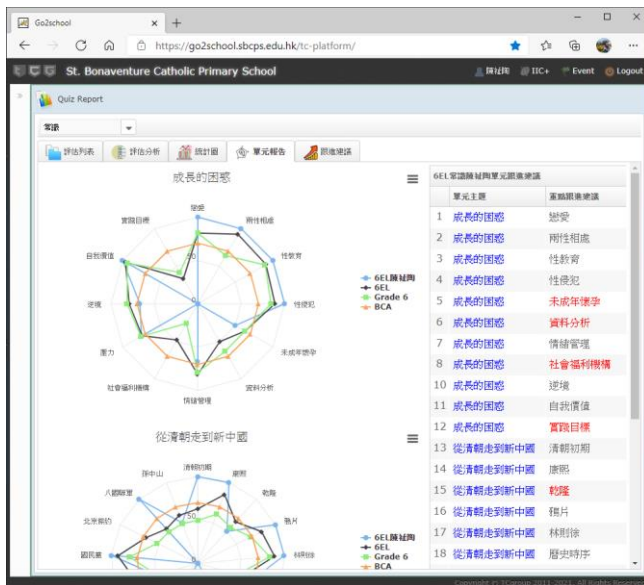 Go2school
https://go2school.sbcps.edu.hk/tc-platform/
St. Bonaventure Catholic Primary School
陳祉陶 IIC+ Event Logout
Quiz Report
常識
評估列表 評估分析 統計圖 單元報告 跟進建議
成長的困惑
戀愛
兩性相處
性教育
性侵犯
未成年懷孕
資料分析
情緒管理
社會福利機構
壓力
逆境
自我價值
實踐目標
50
0
6EL陳祉陶
6EL
Grade 6
BCA
從清朝走到新中國
清朝初期
康熙
乾隆
鴉片
林則徐
孫中山
八國聯軍
北京條約
國民黨
50
6EL陳祉陶
6EL
Grade 6
BCA
6EL常識陳祉陶單元跟進建議
單元主題 重點跟進建議
1 成長的困惑 戀愛
2 成長的困惑 兩性相處
3 成長的困惑 性教育
4 成長的困惑 性侵犯
5 成長的困惑 未成年懷孕
6 成長的困惑 資料分析
7 成長的困惑 情緒管理
8 成長的困惑 社會福利機構
10 成長的困惑 逆境
11 成長的困惑 自我價值
12 成長的困惑 實踐目標
13 從清朝走到新中國 清朝初期
14 從清朝走到新中國 康熙
15 從清朝走到新中國 乾隆
16 從清朝走到新中國 鴉片
17 從清朝走到新中國 林則徐
18 從清朝走到新中國 歷史時序
Copyright © TCgroup 2011-2021. All Rights Reserved